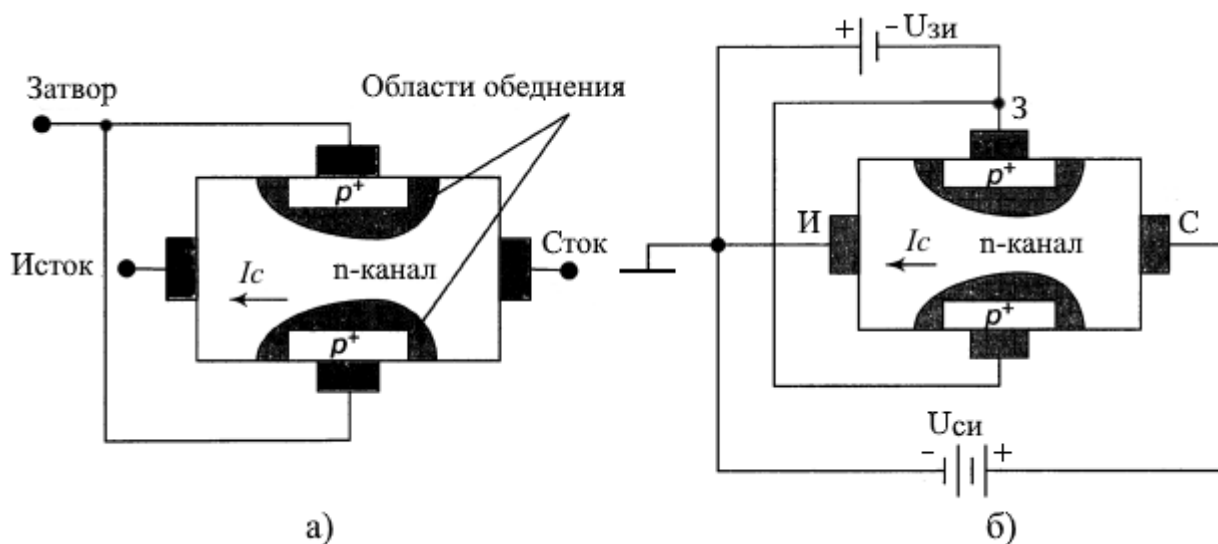 Затвор
Области обеднения
p+
Исток
Ic
n-канал
Сток
p+
а)
+ - Uзи
З
p+
И
С
Ic
n-канал
p+
Uси
- +
б)